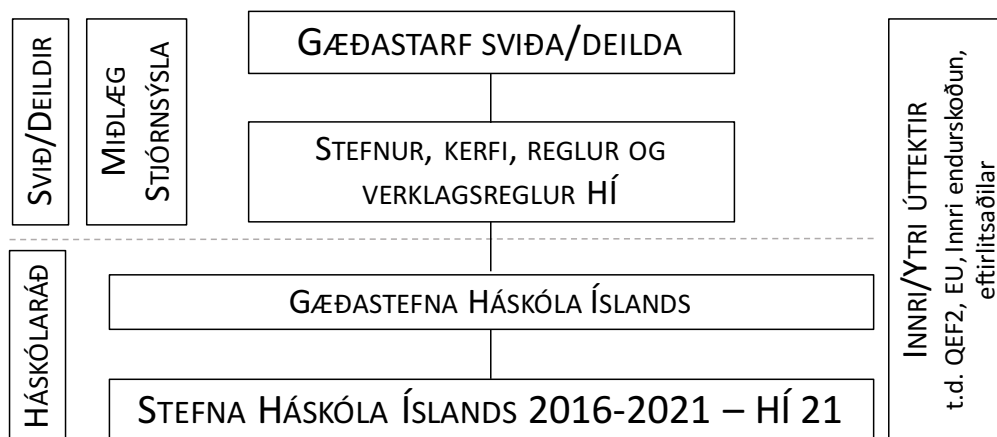 SVIÐ/DEILDIR
MIÐLÆG
STJÓRNSÝSLA
GÆÐASTARF SVIÐA/DEILDA
STEFNUR, KERFI, REGLUR OG
VERKLAGSREGLUR HÍ
HÁSKÓLARÁÐ
GÆÐASTEFNA HÁSKÓLA ÍSLANDS
STEFNA HÁSKÓLA ÍSLANDS 2016-2021 – HÍ 21
INNRI/YTRI ÚTTEKTIR
t.d. QEF2, EU, Innri endurskoðun,
eftirlitsaðilar